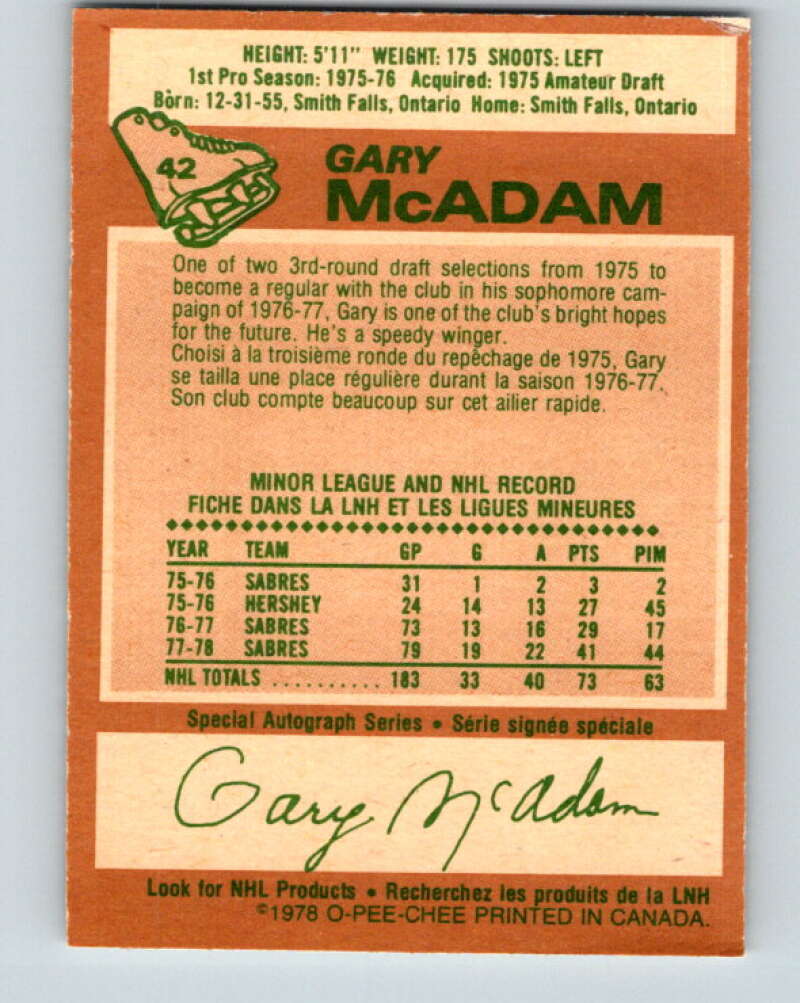 HEIGHT: 5'11" WEIGHT: 175 SHOOTS: LEFT
1st Pro Season: 1975-76 Acquired: 1975 Amateur Draft
Born: 12-31-55, Smith Falls, Ontario Home: Smith Falls, Ontario
42
GARY
McADAM
One of two 3rd-round draft selections from 1975 to
become a regular with the club in his sophomore cam-
paign of 1976-77, Gary is one of the club's bright hopes
for the future. He's a speedy winger.
Choisi à la troisième ronde du repêchage de 1975, Gary
se tailla une place régulière durant la saison 1976-77.
Son club compte beaucoup sur cet ailier rapide.
MINOR LEAGUE AND NHL RECORD
FICHE DANS LA LNH ET LES LIGUES MINEURES
YEAR TEAM GP G A PTS PIM
75-76 SABRES 31 1 2 3 2
75-76 HERSHEY 24 14 13 27 45
76-77 SABRES 73 13 16 29 17
77-78 SABRES 79 19 22 41 44
NHL TOTALS .......... 183 33 40 73 63
Special Autograph Series • Série signée spéciale
Gary McAdam
Look for NHL Products • Recherchez les produits de la LNH
©1978 O-PEE-CHEE PRINTED IN CANADA.